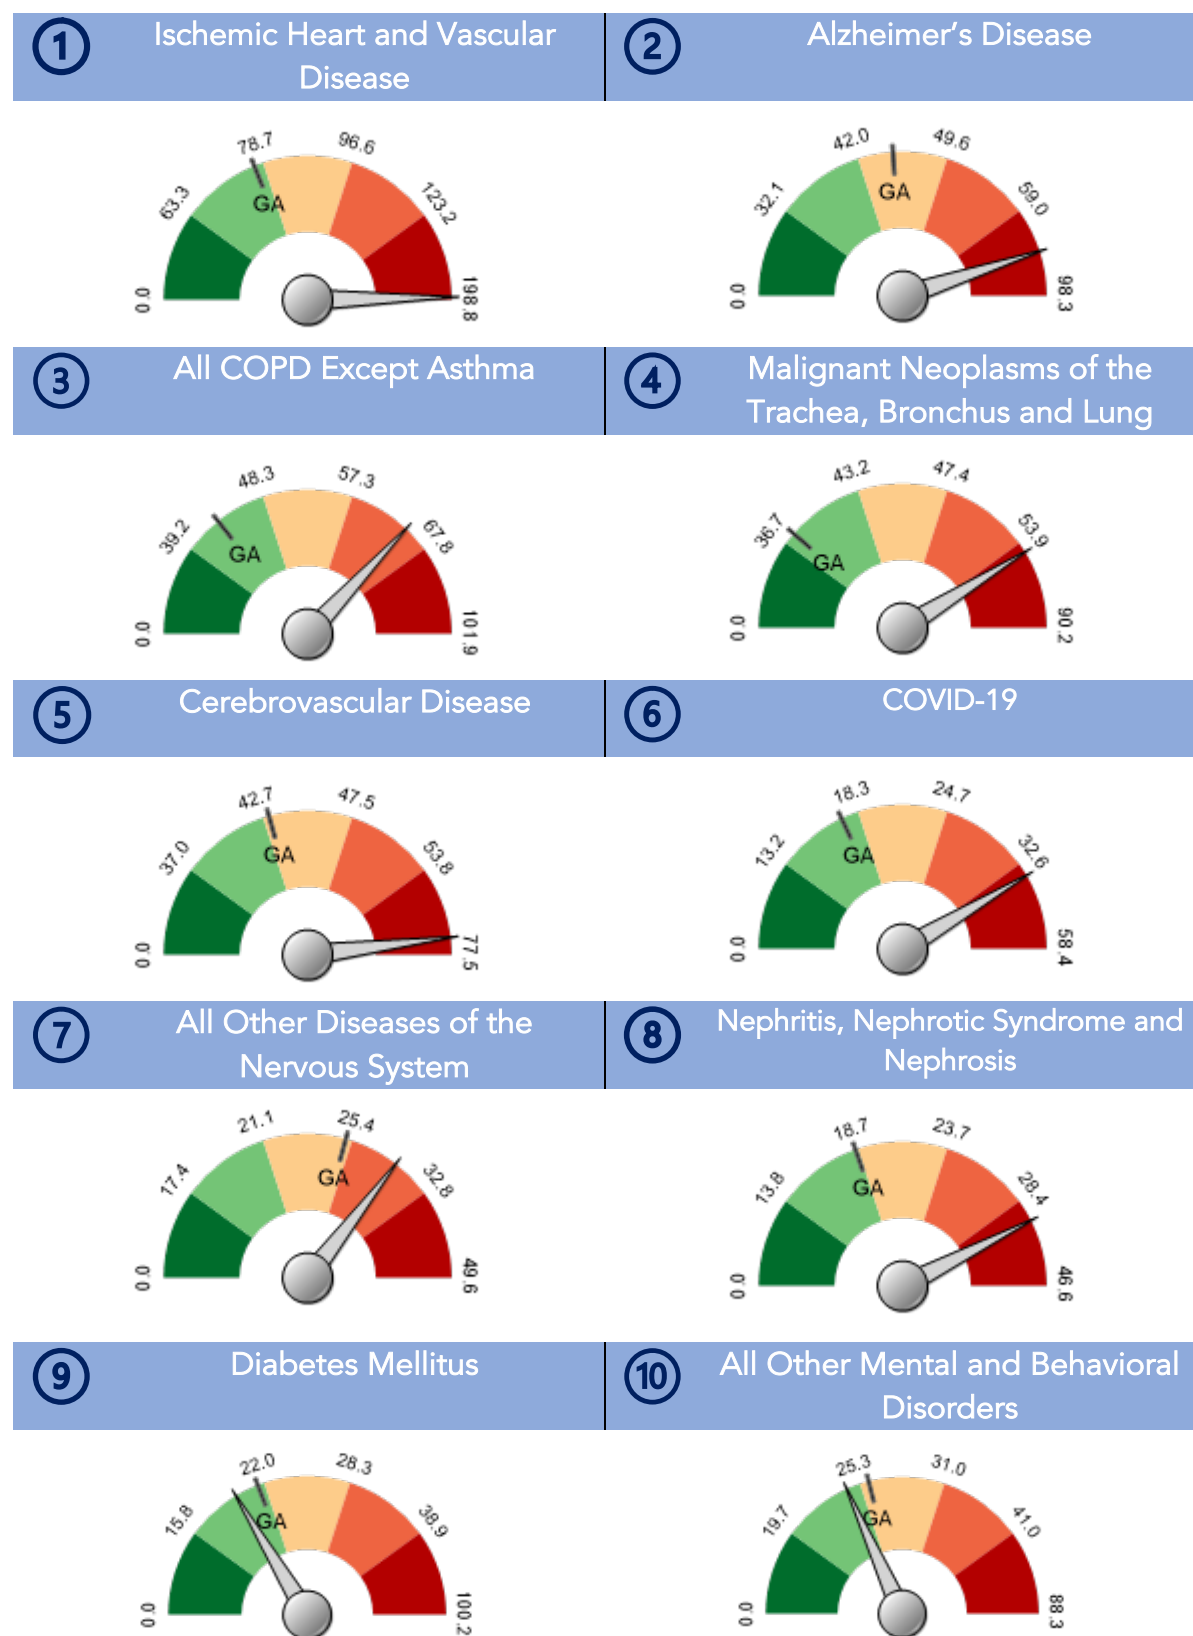 1
Ischemic Heart and Vascular
Disease
2
Alzheimer's Disease
0.0
63.3
78.7
96.6
123.2
198.8
GA
0.0
32.1
42.0
49.6
59.0
98.3
GA
3
All COPD Except Asthma
4
Malignant Neoplasms of the
Trachea, Bronchus and Lung
0.0
39.2
48.3
57.3
67.8
101.9
GA
0.0
36.7
43.2
47.4
53.9
90.2
GA
5
Cerebrovascular Disease
6
COVID-19
0.0
37.0
42.7
47.5
53.8
77.5
GA
0.0
13.2
18.3
24.7
32.6
58.4
GA
7
All Other Diseases of the
Nervous System
8
Nephritis, Nephrotic Syndrome and
Nephrosis
0.0
17.4
21.1
25.4
32.8
49.6
GA
0.0
13.8
18.7
23.7
28.4
46.6
GA
9
Diabetes Mellitus
10
All Other Mental and Behavioral
Disorders
0.0
15.8
22.0
28.3
38.9
100.2
GA
0.0
19.7
25.3
31.0
41.0
88.3
GA